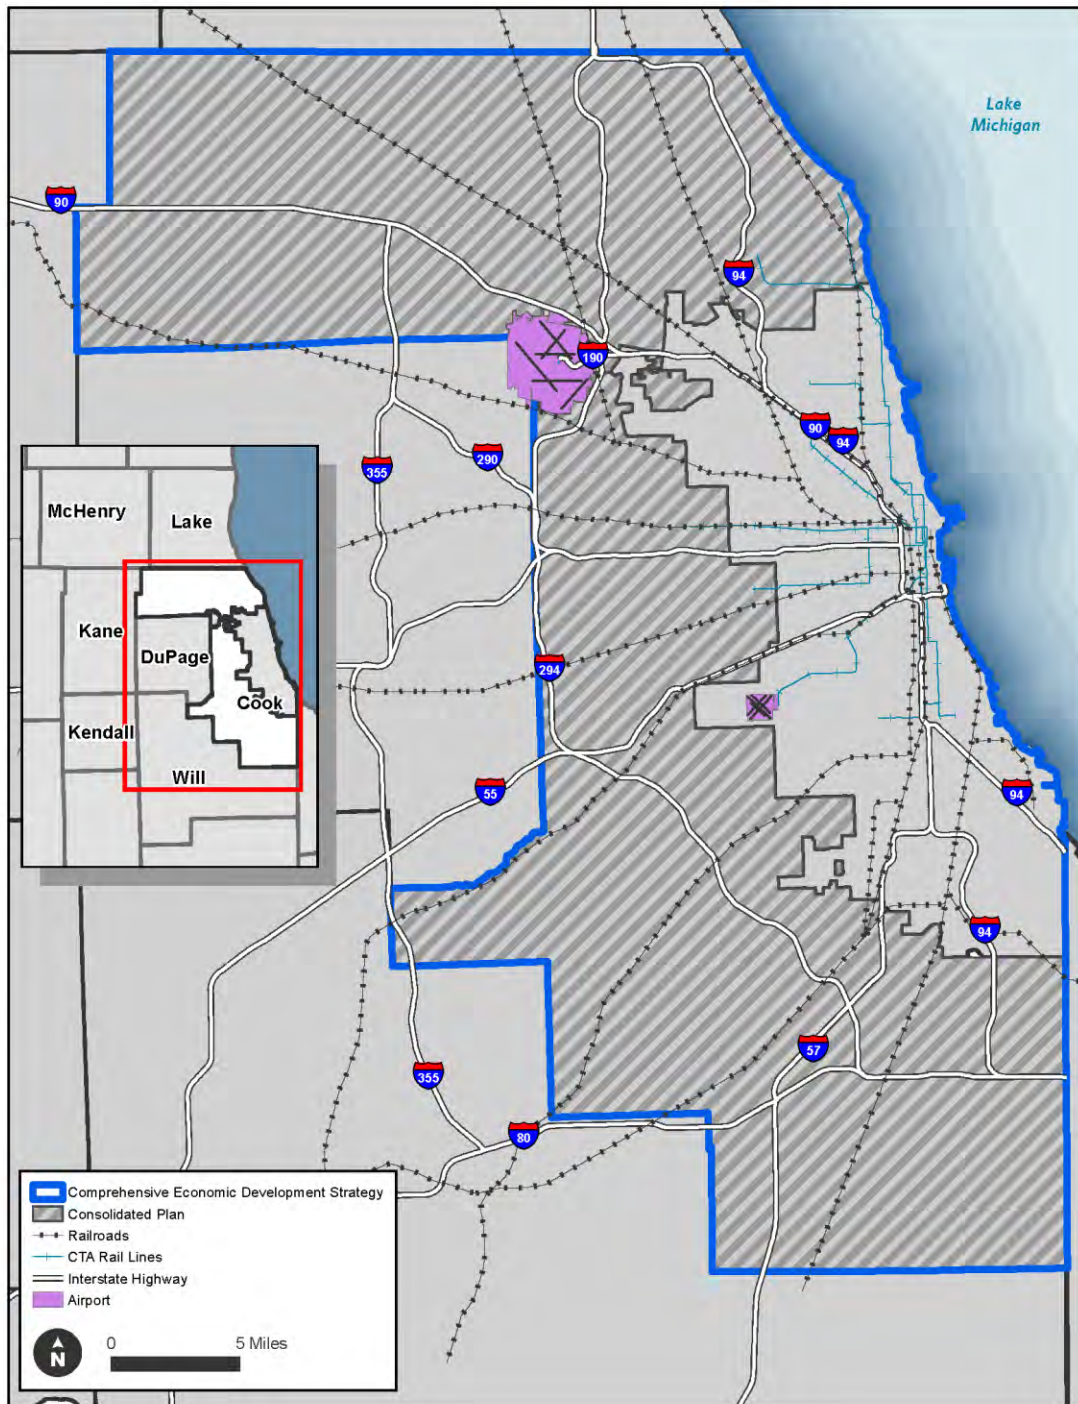 Lake
Michigan
90
94
190
90
94
290
355
McHenry
Lake
Kane
DuPage
Cook
Kendall
Will
294
55
94
94
57
355
80
Comprehensive Economic Development Strategy
Consolidated Plan
Railroads
CTA Rail Lines
Interstate Highway
Airport
N
0 5 Miles